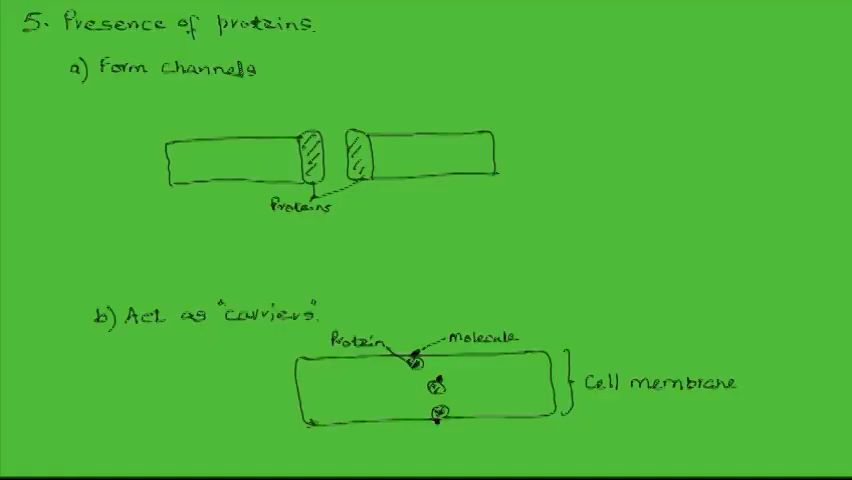 5. Presence of proteins.
a) Form channels
Proteins
b) Act as "carriers".
Protein
molecule
Cell membrane